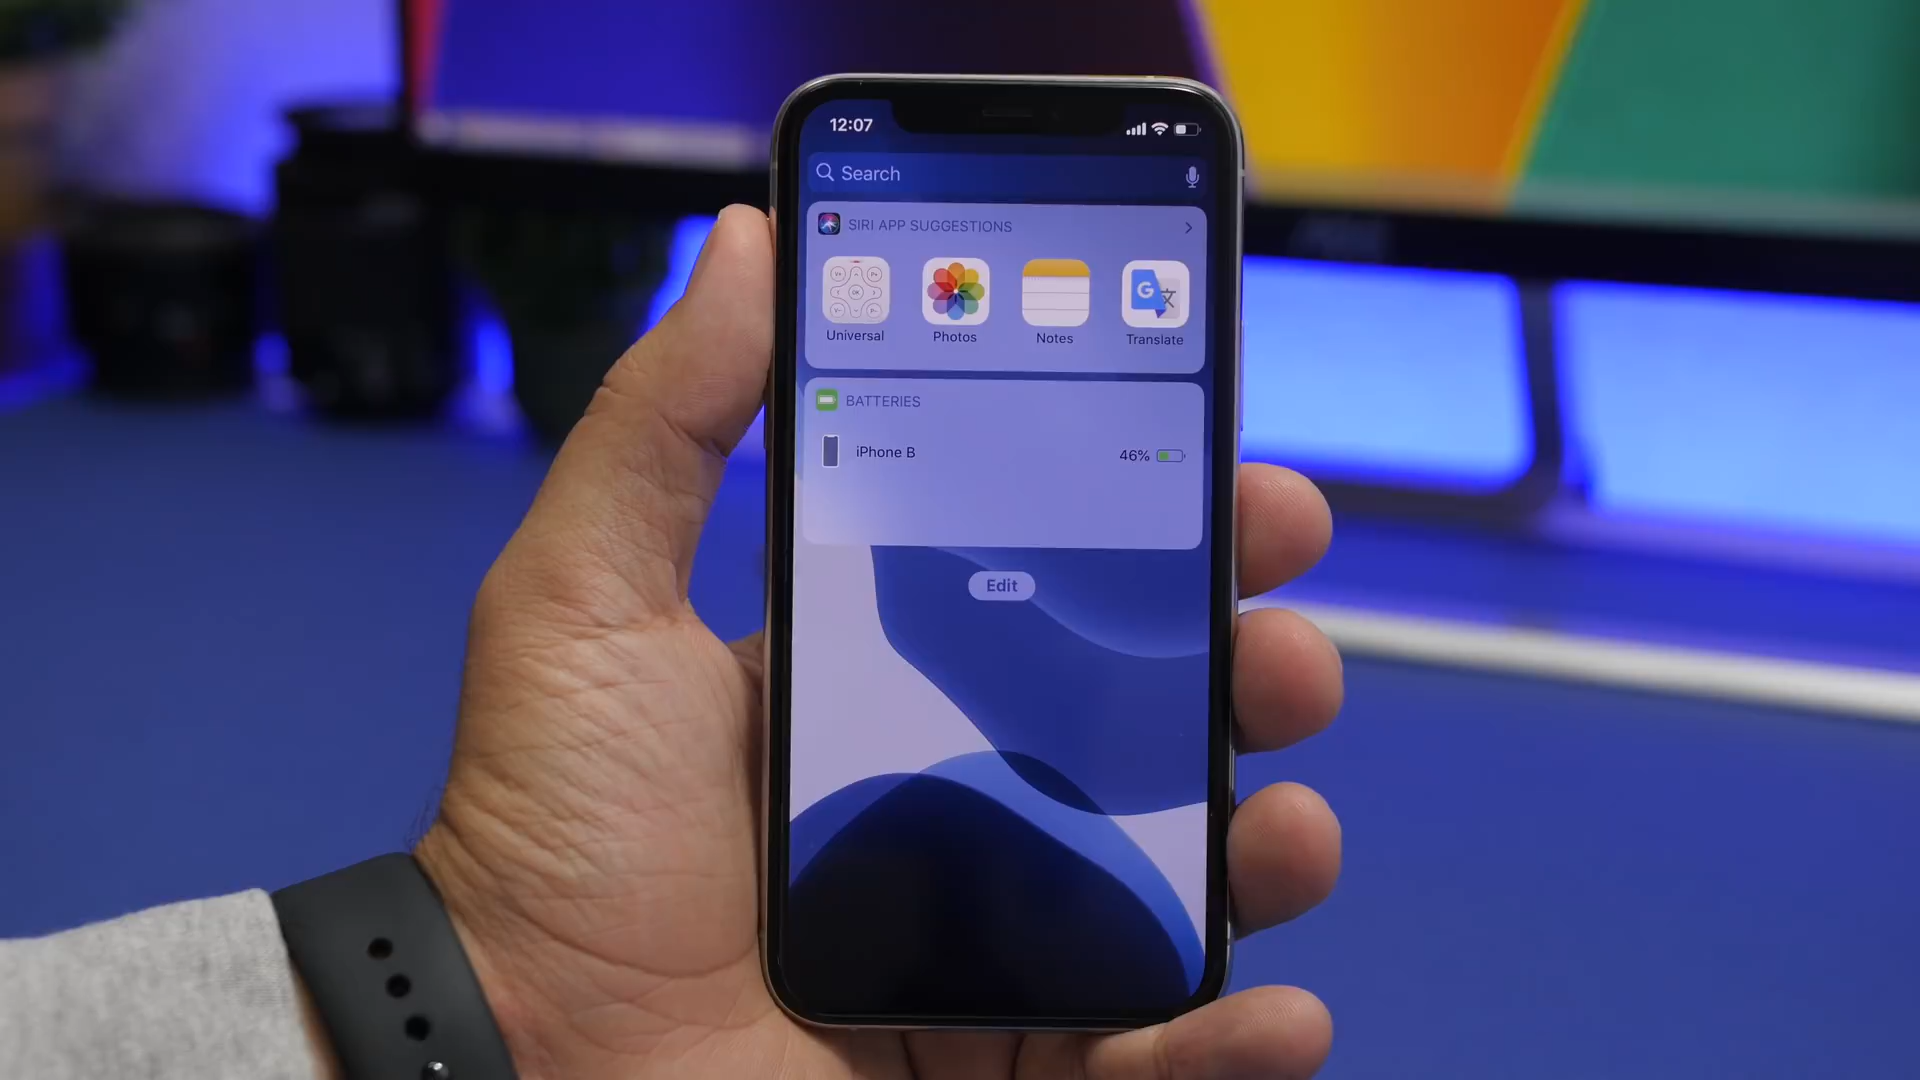 12:07
Search
SIRI APP SUGGESTIONS
Universal
Photos
Notes
Translate
BATTERIES
iPhone B
46%
Edit